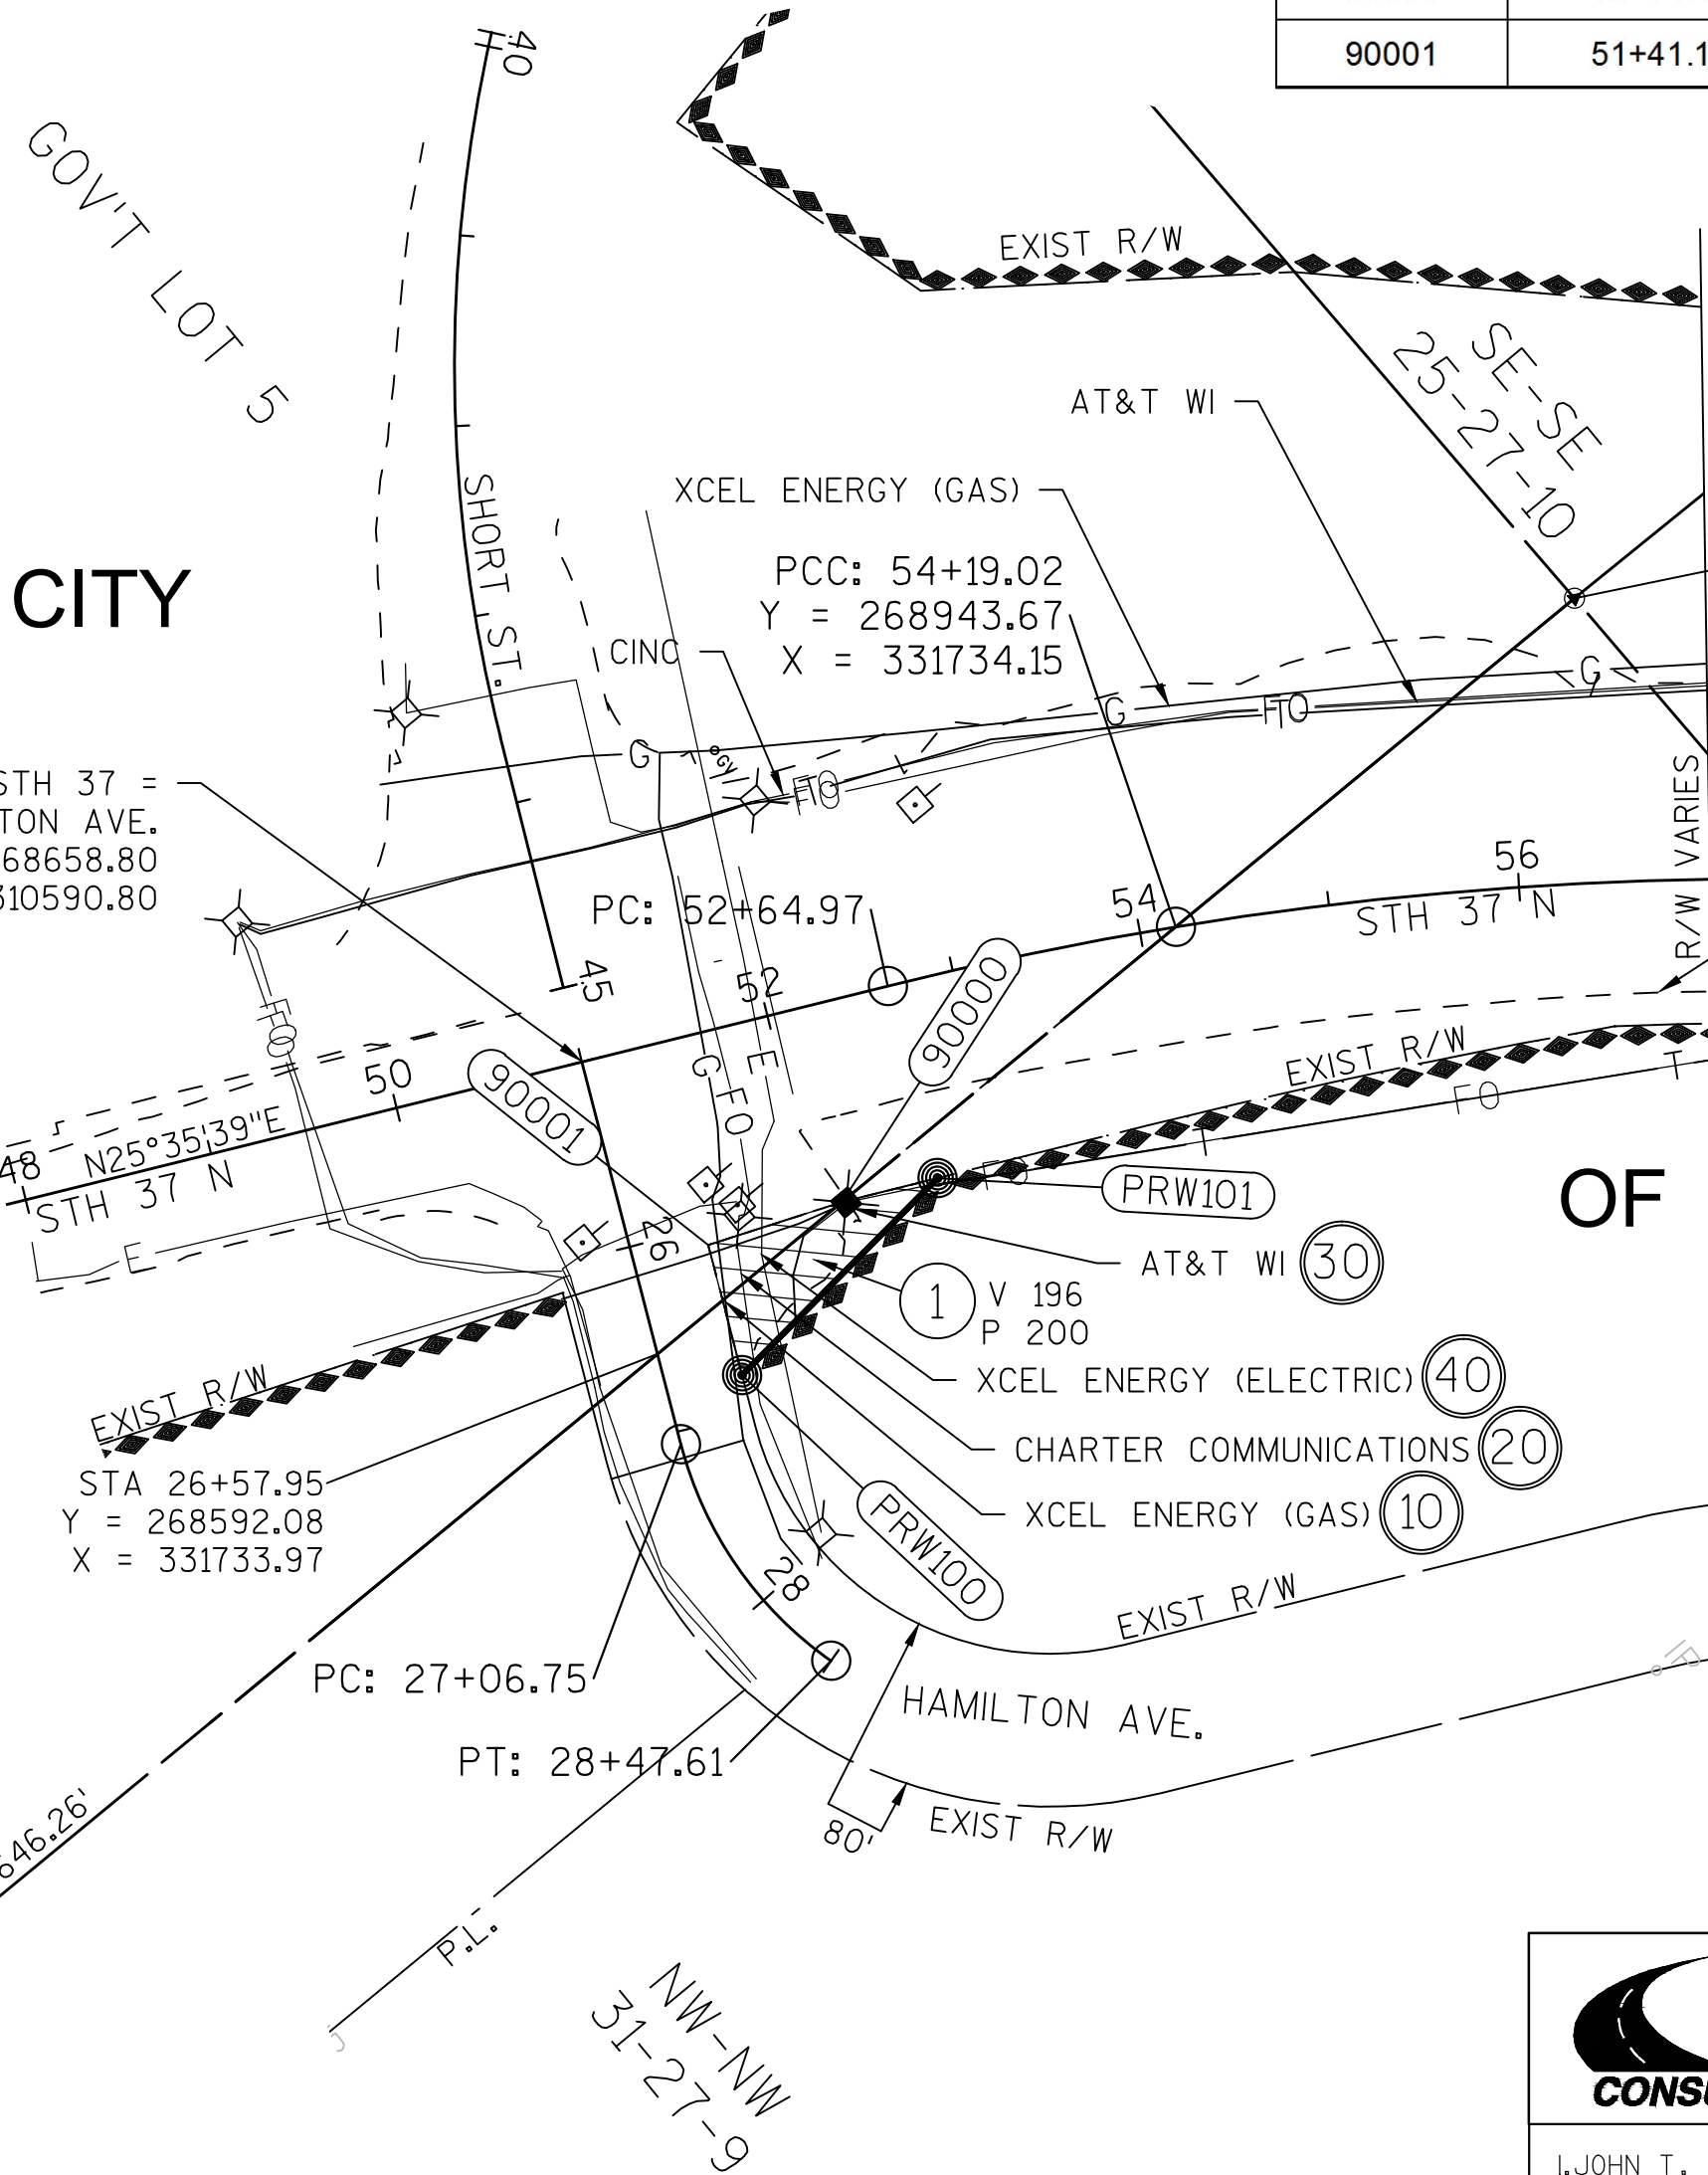 90001 51+41.1
40
GOV'T LOT 5
EXIST R/W
SE-SE
25-27-10
AT&T WI
XCEL ENERGY (GAS)
SHORT ST.
PCC: 54+19.02
Y = 268943.67
X = 331734.15
CITY
CINC
G
G
G
FO
T
GV
FO
T
STH 37 =
TON AVE.
68658.80
310590.80
R/W VARIES
56
54
STH 37 N
PC: 52+64.97
52
45
90000
E
G
FO
50
90001
EXIST R/W
T
FO
T
N25°35'39"E
48
STH 37 N
E
26
FO
PRW101
OF
AT&T WI 30
1
V 196
P 200
XCEL ENERGY (ELECTRIC) 40
EXIST R/W
CHARTER COMMUNICATIONS 20
XCEL ENERGY (GAS) 10
STA 26+57.95
Y = 268592.08
X = 331733.97
PRW100
28
EXIST R/W
PC: 27+06.75
HAMILTON AVE.
IP
PT: 28+47.61
80'
EXIST R/W
646.26'
P.L.
NW-NW
31-27-9
CONSU
I,JOHN T.